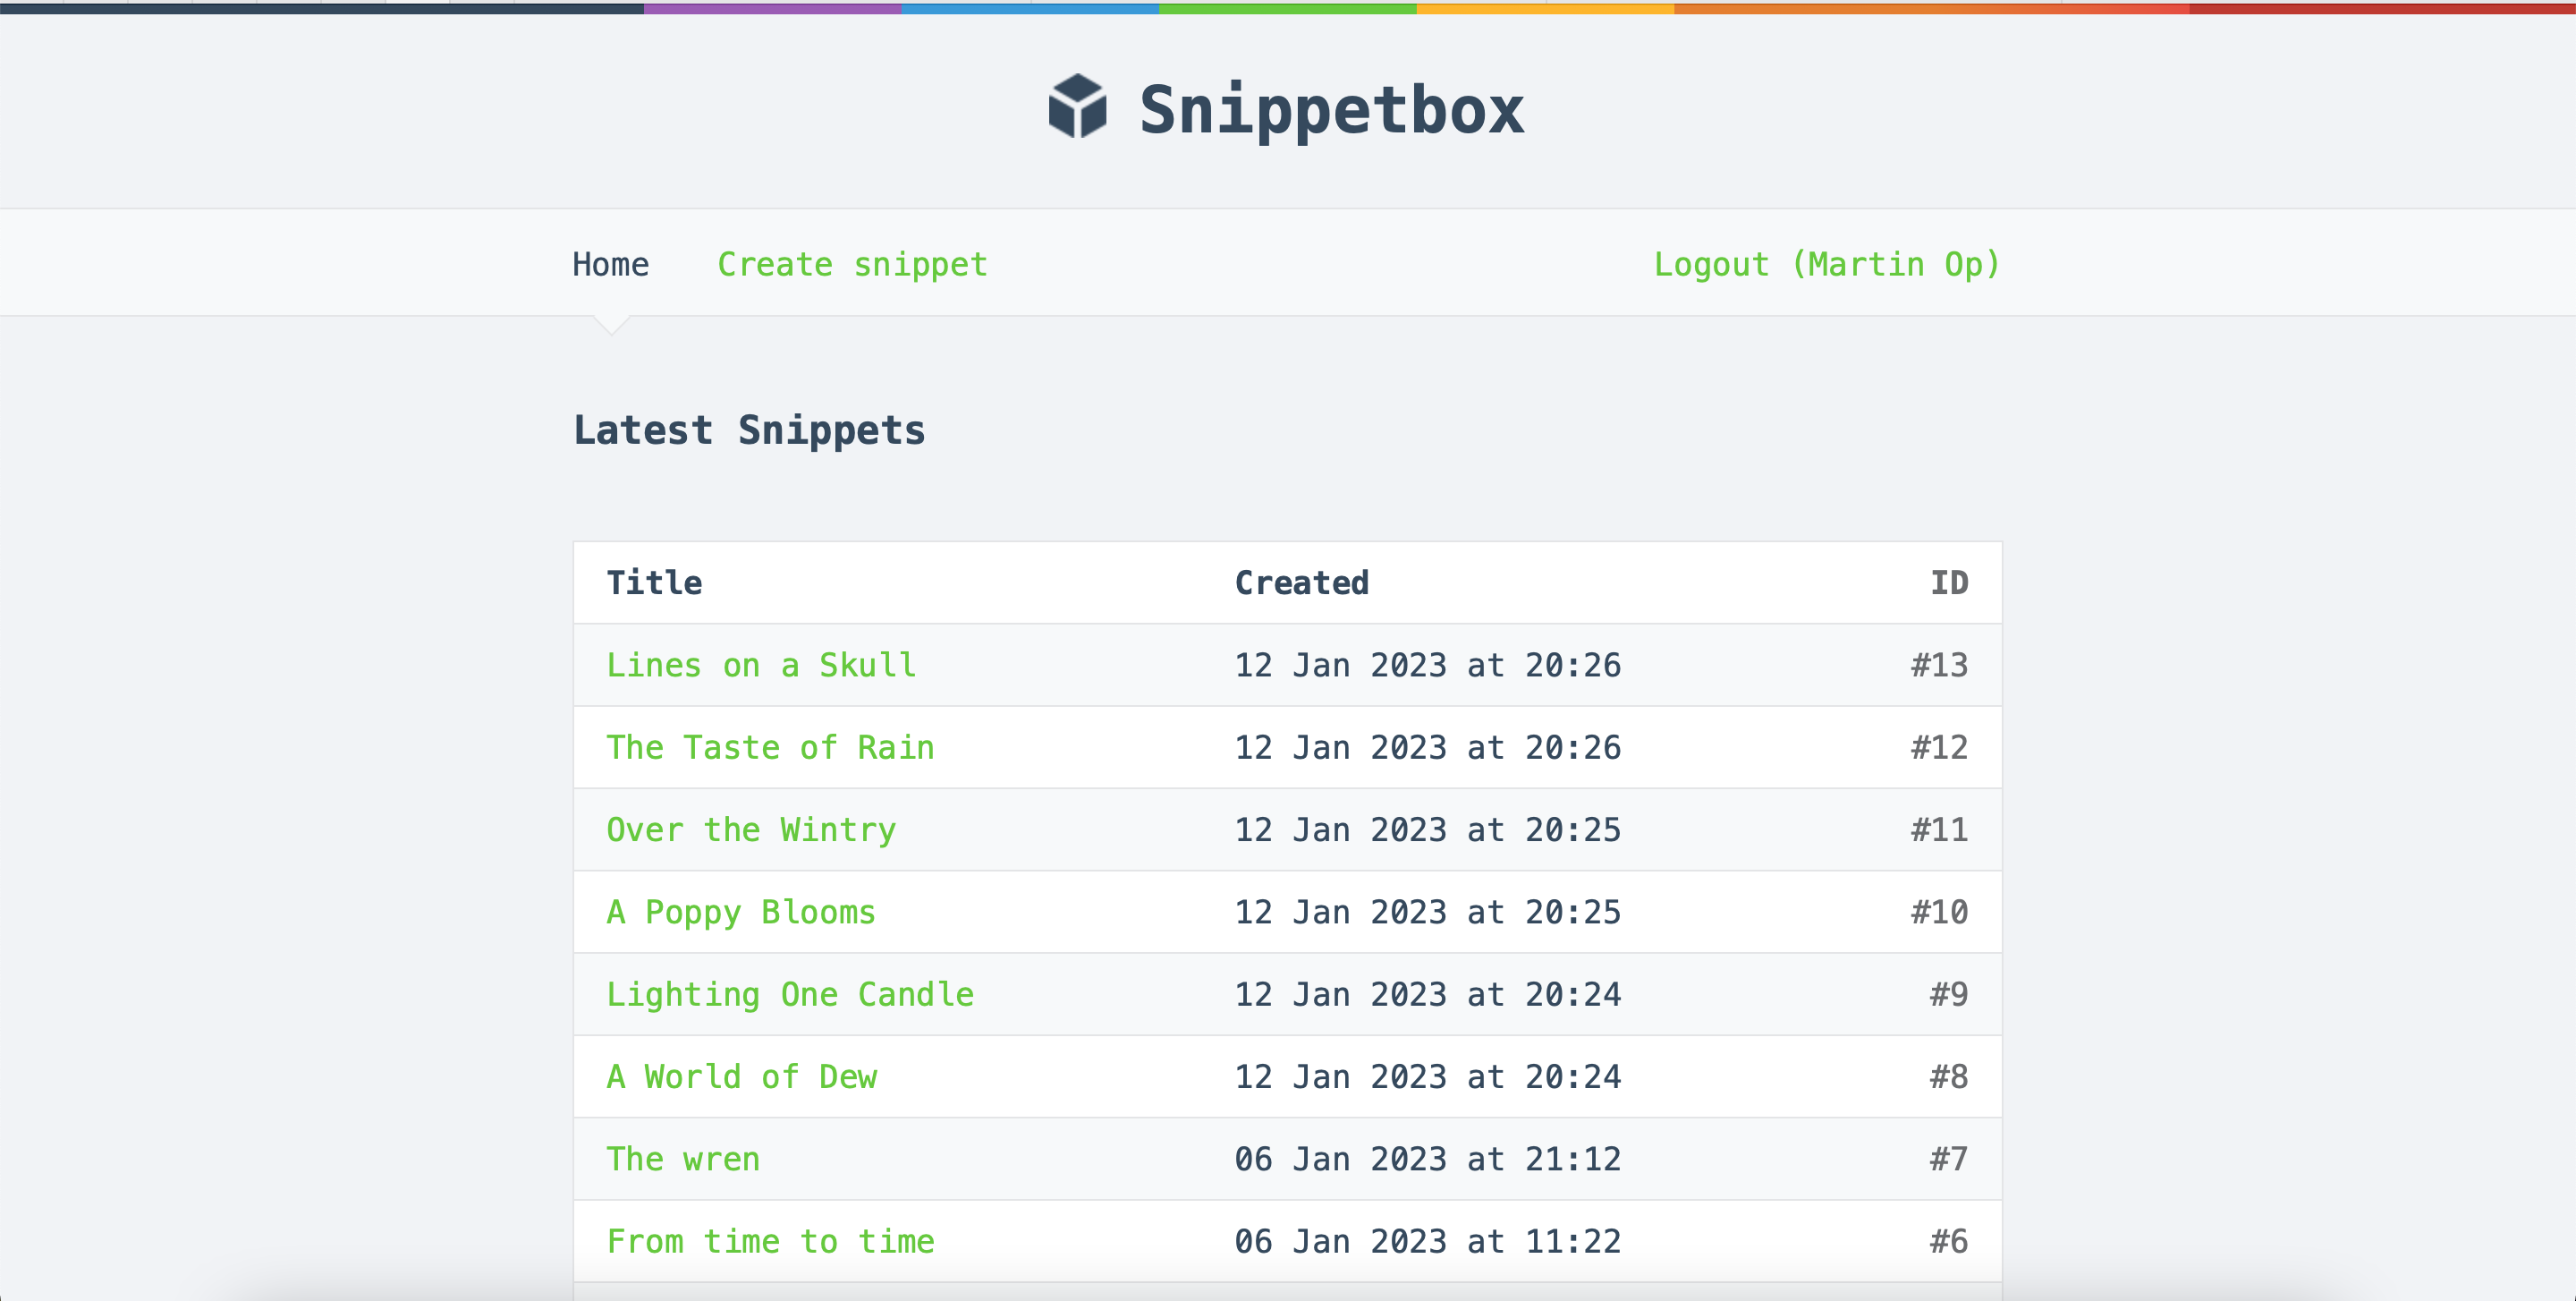 Snippetbox
Home Create snippet Logout (Martin Op)
Latest Snippets
Title Created ID
Lines on a Skull 12 Jan 2023 at 20:26 #13
The Taste of Rain 12 Jan 2023 at 20:26 #12
Over the Wintry 12 Jan 2023 at 20:25 #11
A Poppy Blooms 12 Jan 2023 at 20:25 #10
Lighting One Candle 12 Jan 2023 at 20:24 #9
A World of Dew 12 Jan 2023 at 20:24 #8
The wren 06 Jan 2023 at 21:12 #7
From time to time 06 Jan 2023 at 11:22 #6